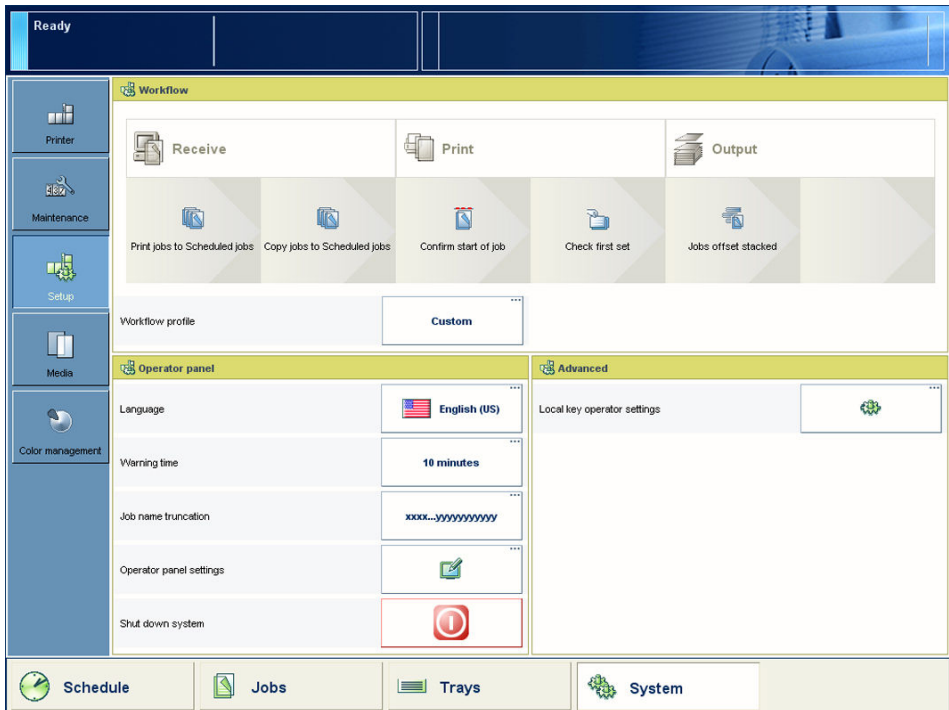 Ready
Printer
Maintenance
Setup
Media
Color management
Workflow
Receive
Print
Output
Print jobs to Scheduled jobs
Copy jobs to Scheduled jobs
Confirm start of job
Check first set
Jobs offset stacked
Workflow profile
Custom
Operator panel
Language
English (US)
Warning time
10 minutes
Job name truncation
xxxx...yyyyyyyyyyy
Operator panel settings
Shut down system
Advanced
Local key operator settings
Schedule
Jobs
Trays
System